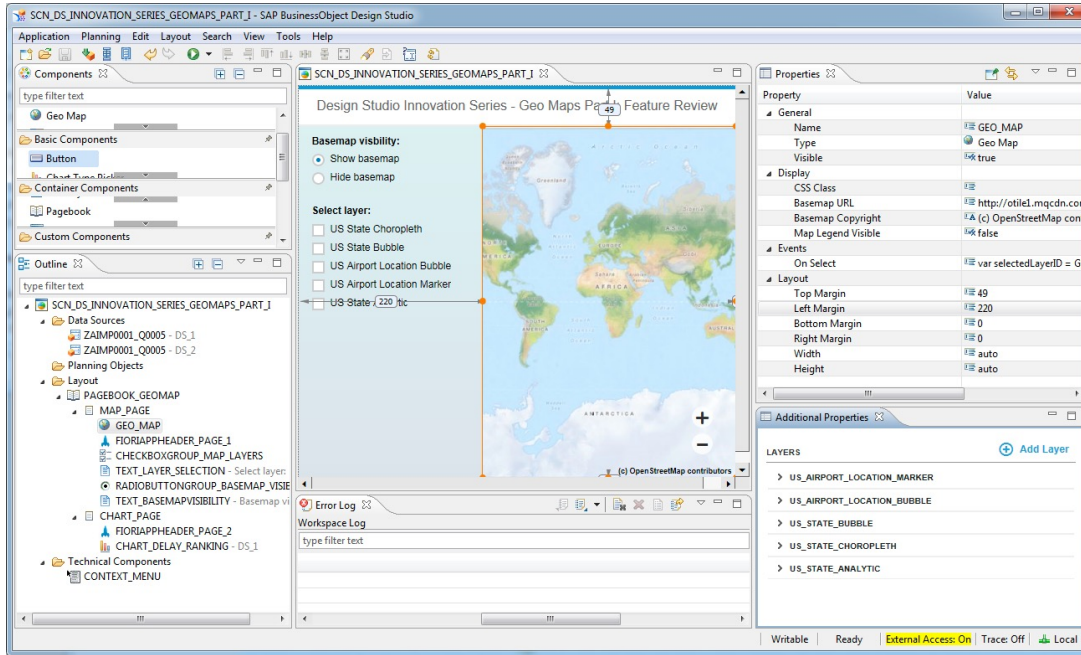 SCN_DS_INNOVATION_SERIES_GEOMAPS_PART_I - SAP BusinessObject Design Studio
Application Planning Edit Layout Search View Tools Help
Components
type filter text
Geo Map
Basic Components
Button
Container Components
Pagebook
Custom Components
Outline
type filter text
SCN_DS_INNOVATION_SERIES_GEOMAPS_PART_I
Data Sources
ZAIMP0001_Q0005 - DS_1
ZAIMP0001_Q0005 - DS_2
Planning Objects
Layout
PAGEBOOK_GEOMAP
MAP_PAGE
GEO_MAP
FIORIAPPHEADER_PAGE_1
CHECKBOXGROUP_MAP_LAYERS
TEXT_LAYER_SELECTION - Select layer:
RADIOBUTTONGROUP_BASEMAP_VISIE
TEXT_BASEMAPVISIBILITY - Basemap vi
CHART_PAGE
FIORIAPPHEADER_PAGE_2
CHART_DELAY_RANKING - DS_1
Technical Components
CONTEXT_MENU
SCN_DS_INNOVATION_SERIES_GEOMAPS_PART_I
Design Studio Innovation Series - Geo Maps Part Feature Review
49
Basemap visbility:
Show basemap
Hide basemap
Select layer:
US State Choropleth
US State Bubble
US Airport Location Bubble
US Airport Location Marker
US State tic
220
Greenland
EUROPE
ASIA
AFRICA
SOUTH AMERICA
ANTARCTICA
+
−
(c) OpenStreetMap contributors
Error Log
Workspace Log
type filter text
Properties
Property Value
General
Name GEO_MAP
Type Geo Map
Visible true
Display
CSS Class
Basemap URL http://otile1.mqcdn.co
Basemap Copyright (c) OpenStreetMap con
Map Legend Visible false
Events
On Select var selectedLayerID = G
Layout
Top Margin 49
Left Margin 220
Bottom Margin 0
Right Margin 0
Width auto
Height auto
Additional Properties
LAYERS Add Layer
US_AIRPORT_LOCATION_MARKER
US_AIRPORT_LOCATION_BUBBLE
US_STATE_BUBBLE
US_STATE_CHOROPLETH
US_STATE_ANALYTIC
Writable Ready External Access: On Trace: Off Local